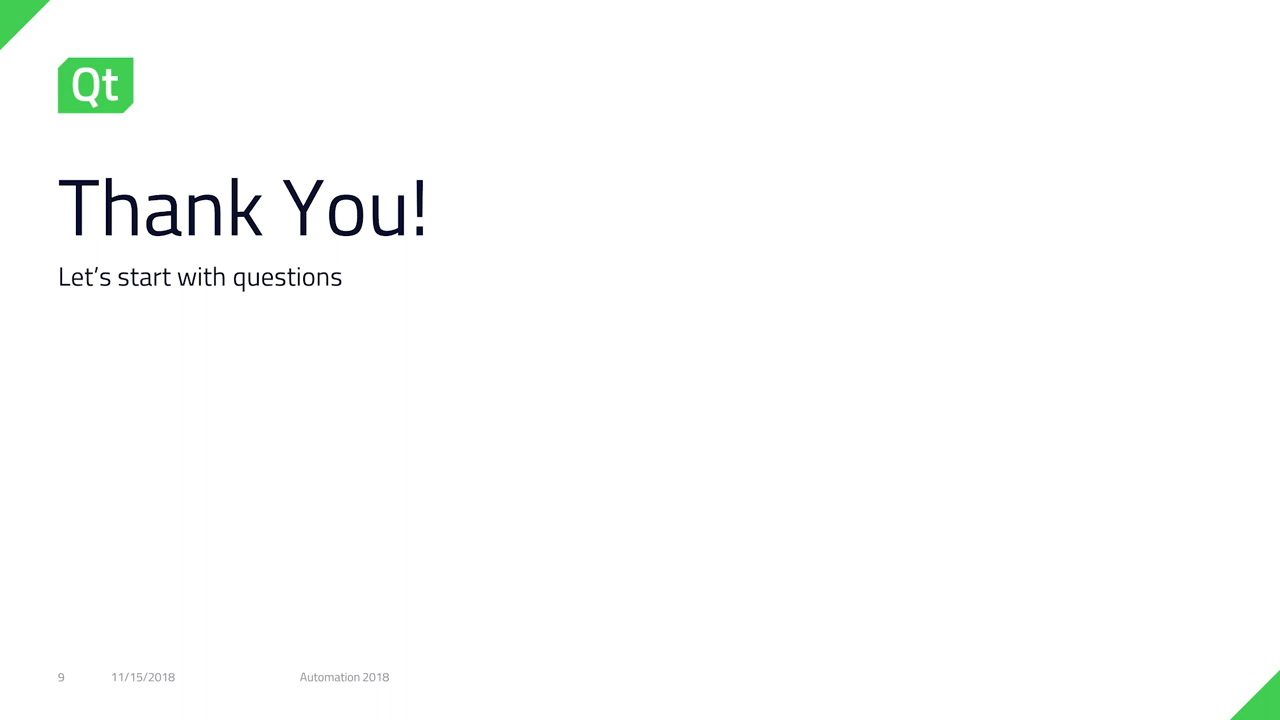 Qt
Thank You!
Let’s start with questions
9 11/15/2018 Automation 2018